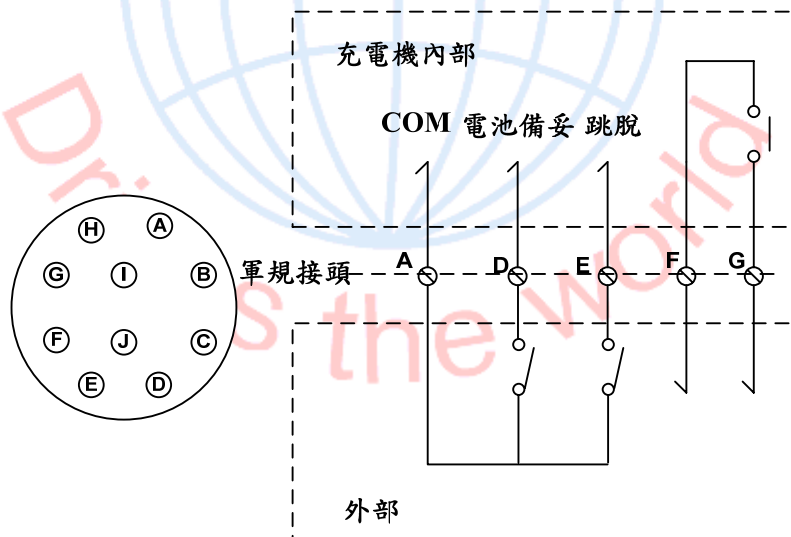 充電機內部
COM 電池備妥 跳脫
H A
G I B
軍規接頭 A D E F G
F J C
E D
外部
Drives the world